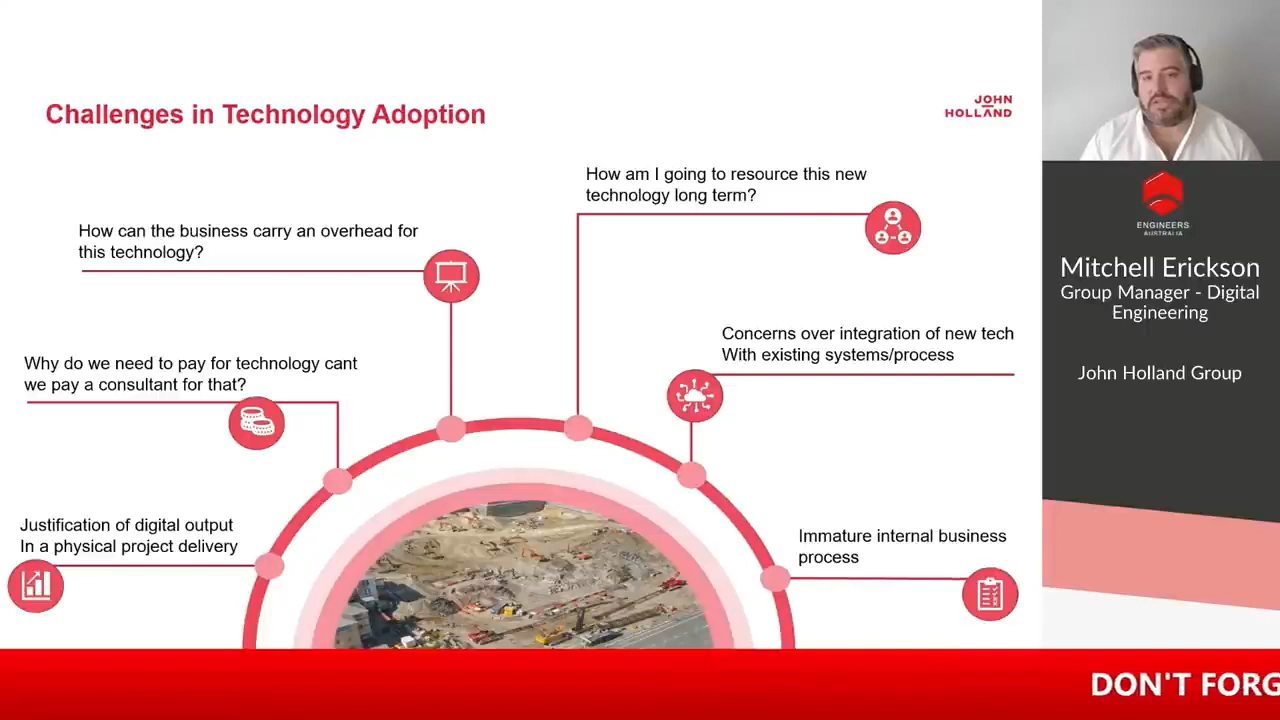 Challenges in Technology Adoption
JOHN
HOLLAND
How am I going to resource this new
technology long term?
How can the business carry an overhead for
this technology?
Concerns over integration of new tech
With existing systems/process
Why do we need to pay for technology cant
we pay a consultant for that?
Justification of digital output
In a physical project delivery
Immature internal business
process
ENGINEERS
AUSTRALIA
Mitchell Erickson
Group Manager - Digital
Engineering
John Holland Group
DON'T FORG